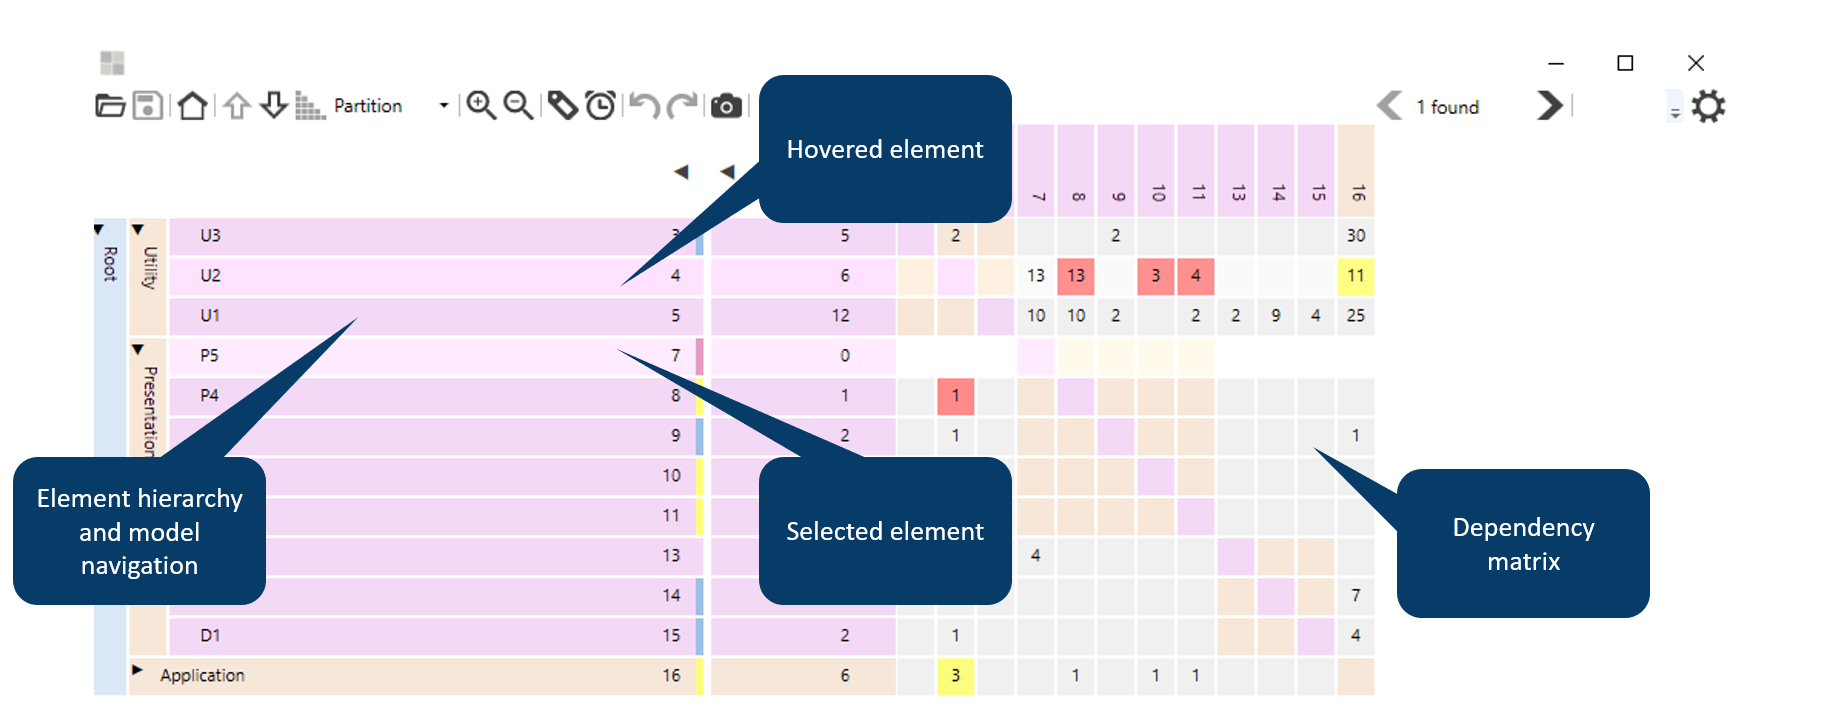 Partition
1 found
Hovered element
7 8 9 10 11 13 14 15 16
Root
Utility
U3 3 5 2 2 30
U2 4 6 13 13 3 4 11
U1 5 12 10 10 2 2 2 9 4 25
Presentation
P5 7 0
P4 8 1 1
9 2 1 1
10
11
13 4
14 7
D1 15 2 1 4
Application 16 6 3 1 1 1
Element hierarchy
and model
navigation
Selected element
Dependency
matrix